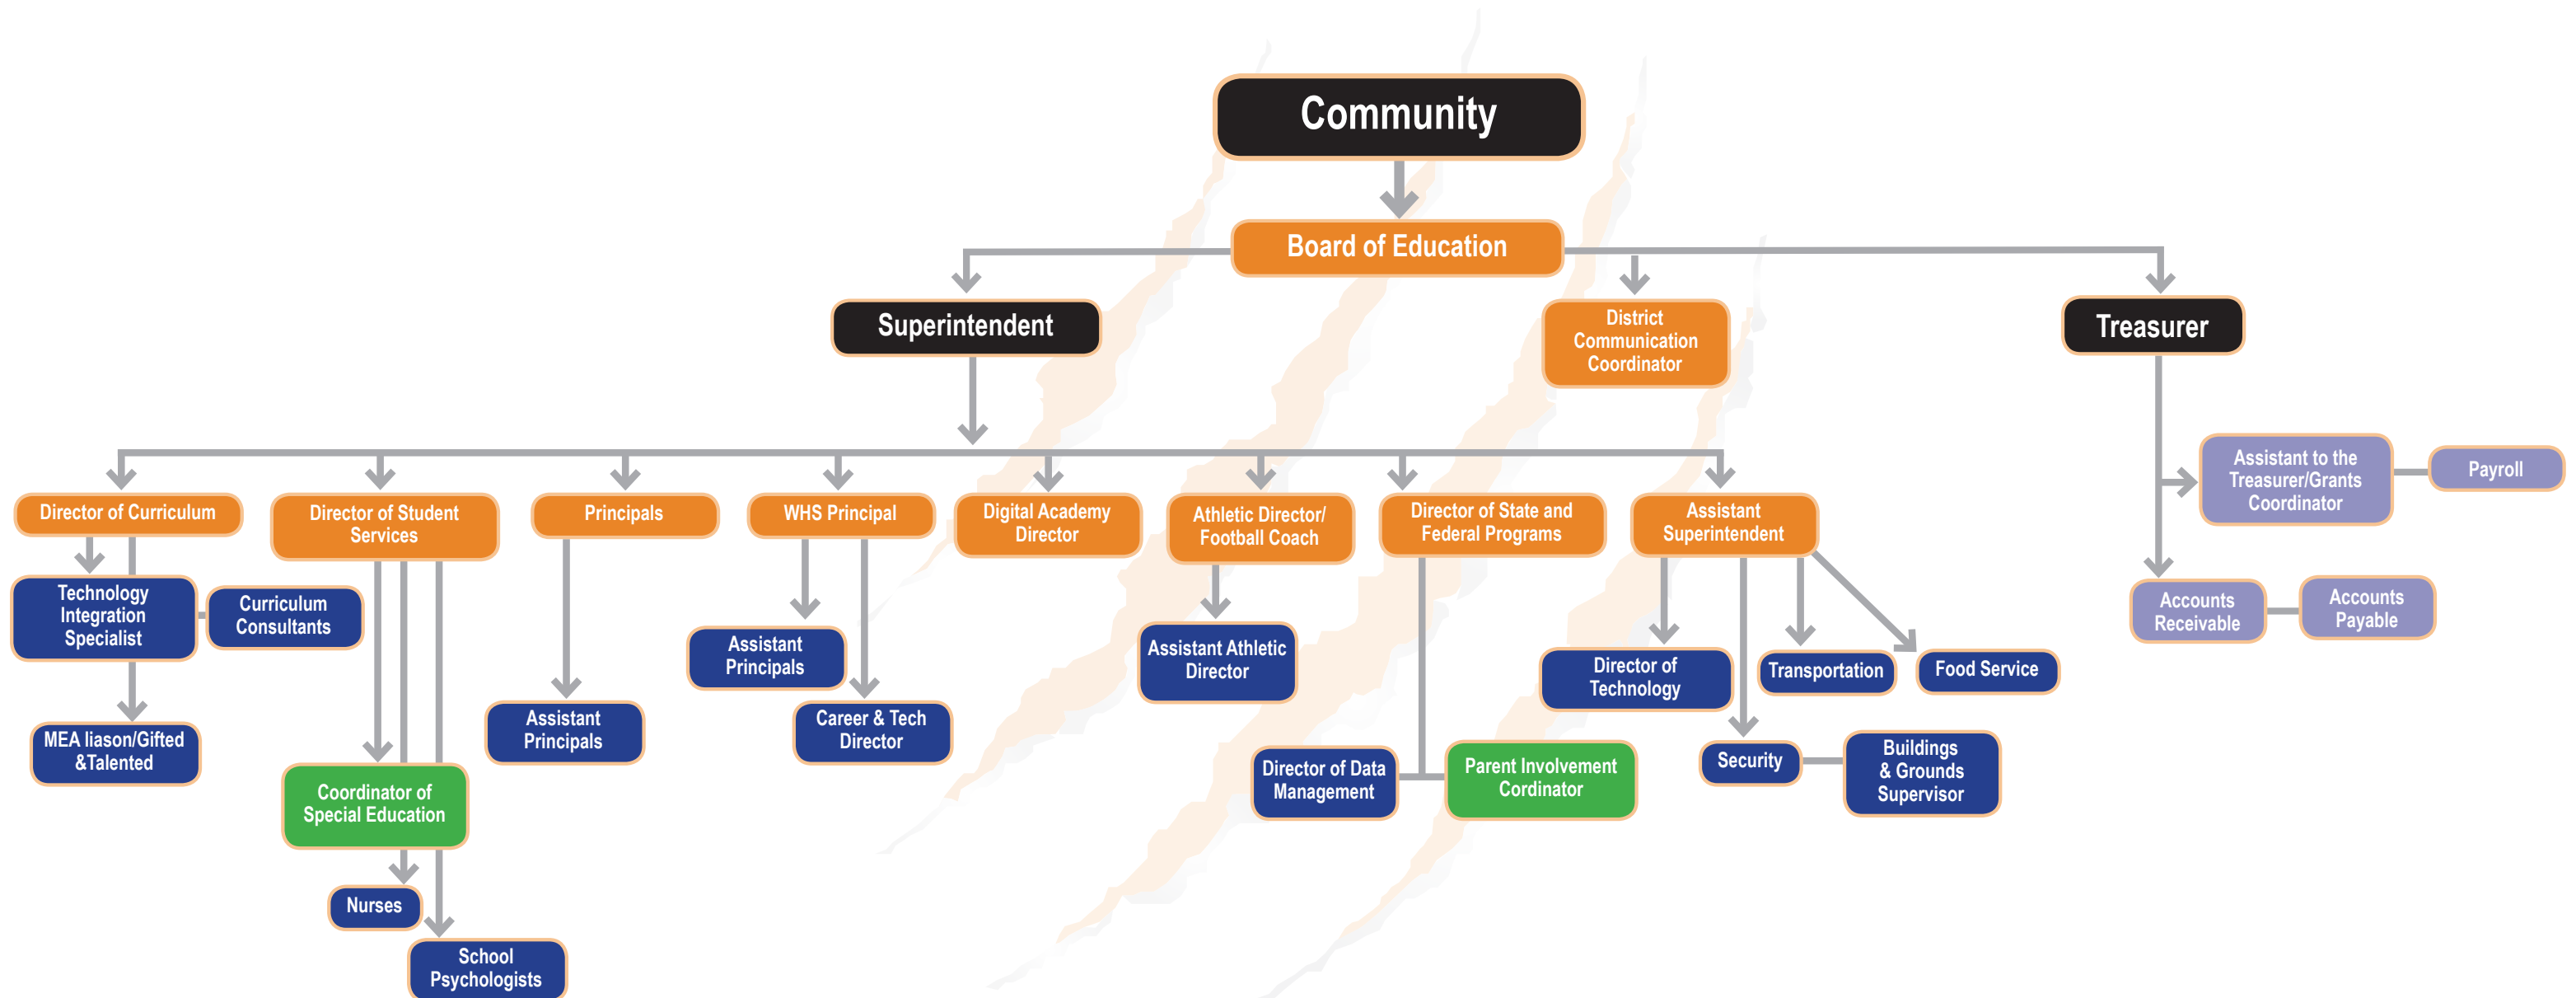 Community
Board of Education
Superintendent
District
Communication
Coordinator
Treasurer
Assistant to the
Treasurer/Grants
Coordinator
Payroll
Director of Curriculum
Director of Student
Services
Principals
WHS Principal
Digital Academy
Director
Athletic Director/
Football Coach
Director of State and
Federal Programs
Assistant
Superintendent
Technology
Integration
Specialist
Curriculum
Consultants
Accounts
Receivable
Accounts
Payable
Assistant
Principals
Assistant Athletic
Director
Director of
Technology
Transportation
Food Service
MEA liason/Gifted
&Talented
Assistant
Principals
Career & Tech
Director
Director of Data
Management
Parent Involvement
Cordinator
Security
Buildings
& Grounds
Supervisor
Coordinator of
Special Education
Nurses
School
Psychologists